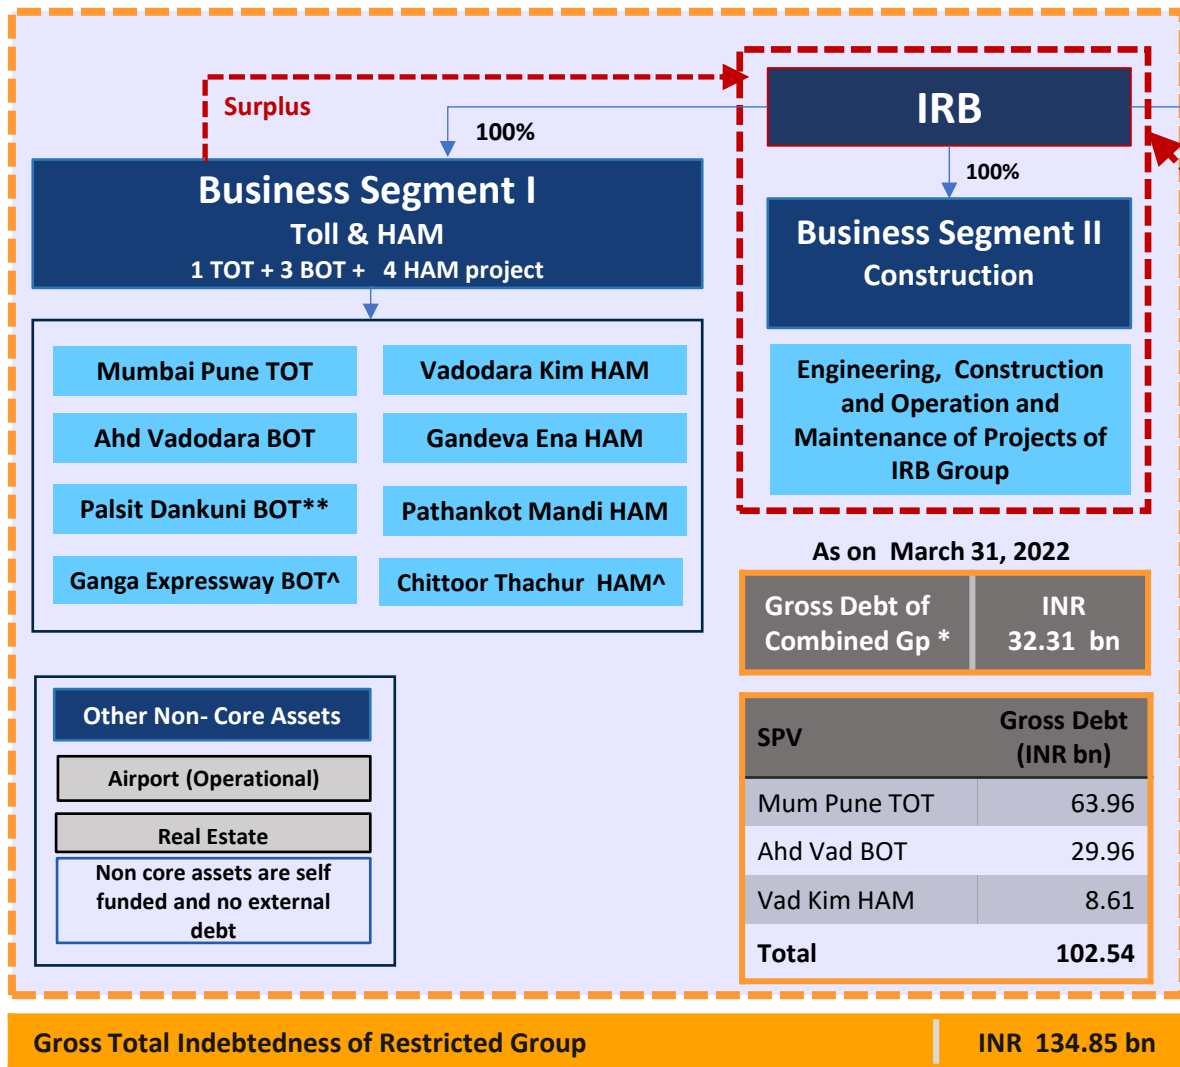 Surplus
100%
IRB
100%
Business Segment I
Toll & HAM
1 TOT + 3 BOT + 4 HAM project
Business Segment II
Construction
Mumbai Pune TOT
Vadodara Kim HAM
Ahd Vadodara BOT
Gandeva Ena HAM
Palsit Dankuni BOT**
Pathankot Mandi HAM
Ganga Expressway BOT^
Chittoor Thachur HAM^
Engineering, Construction
and Operation and
Maintenance of Projects of
IRB Group
As on March 31, 2022
Gross Debt of
Combined Gp *
INR
32.31 bn
Other Non- Core Assets
Airport (Operational)
Real Estate
Non core assets are self
funded and no external
debt
SPV
Gross Debt
(INR bn)
Mum Pune TOT 63.96
Ahd Vad BOT 29.96
Vad Kim HAM 8.61
Total 102.54
Gross Total Indebtedness of Restricted Group INR 134.85 bn